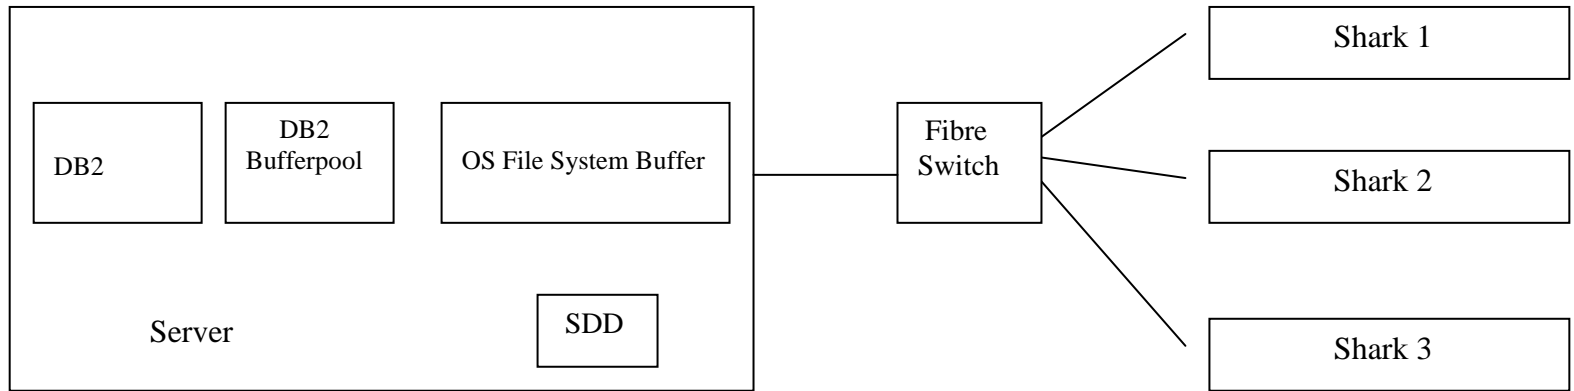 DB2
DB2
Bufferpool
OS File System Buffer
Server
SDD
Fibre
Switch
Shark 1
Shark 2
Shark 3